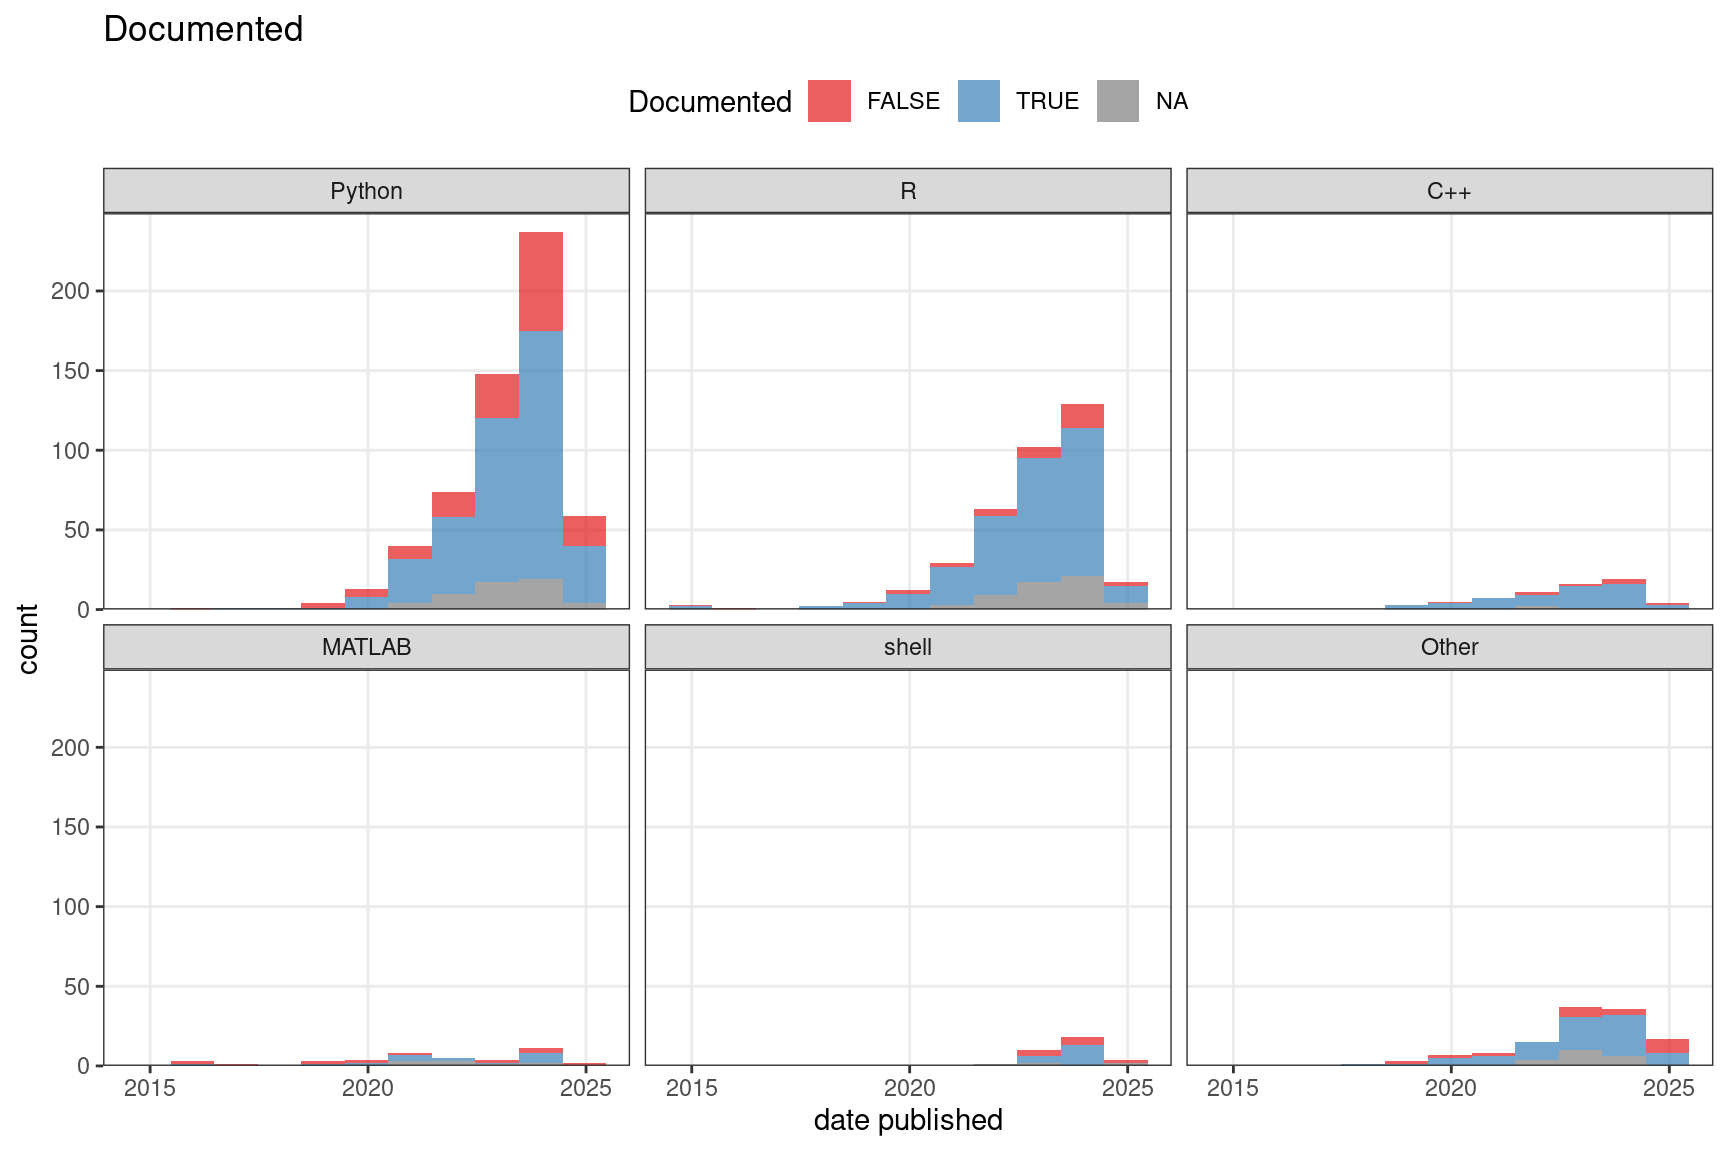 Documented
Documented FALSE TRUE NA
Python R C++
200
150
100
50
0
count
MATLAB shell Other
200
150
100
50
0
2015 2020 2025 2015 2020 2025 2015 2020 2025
date published